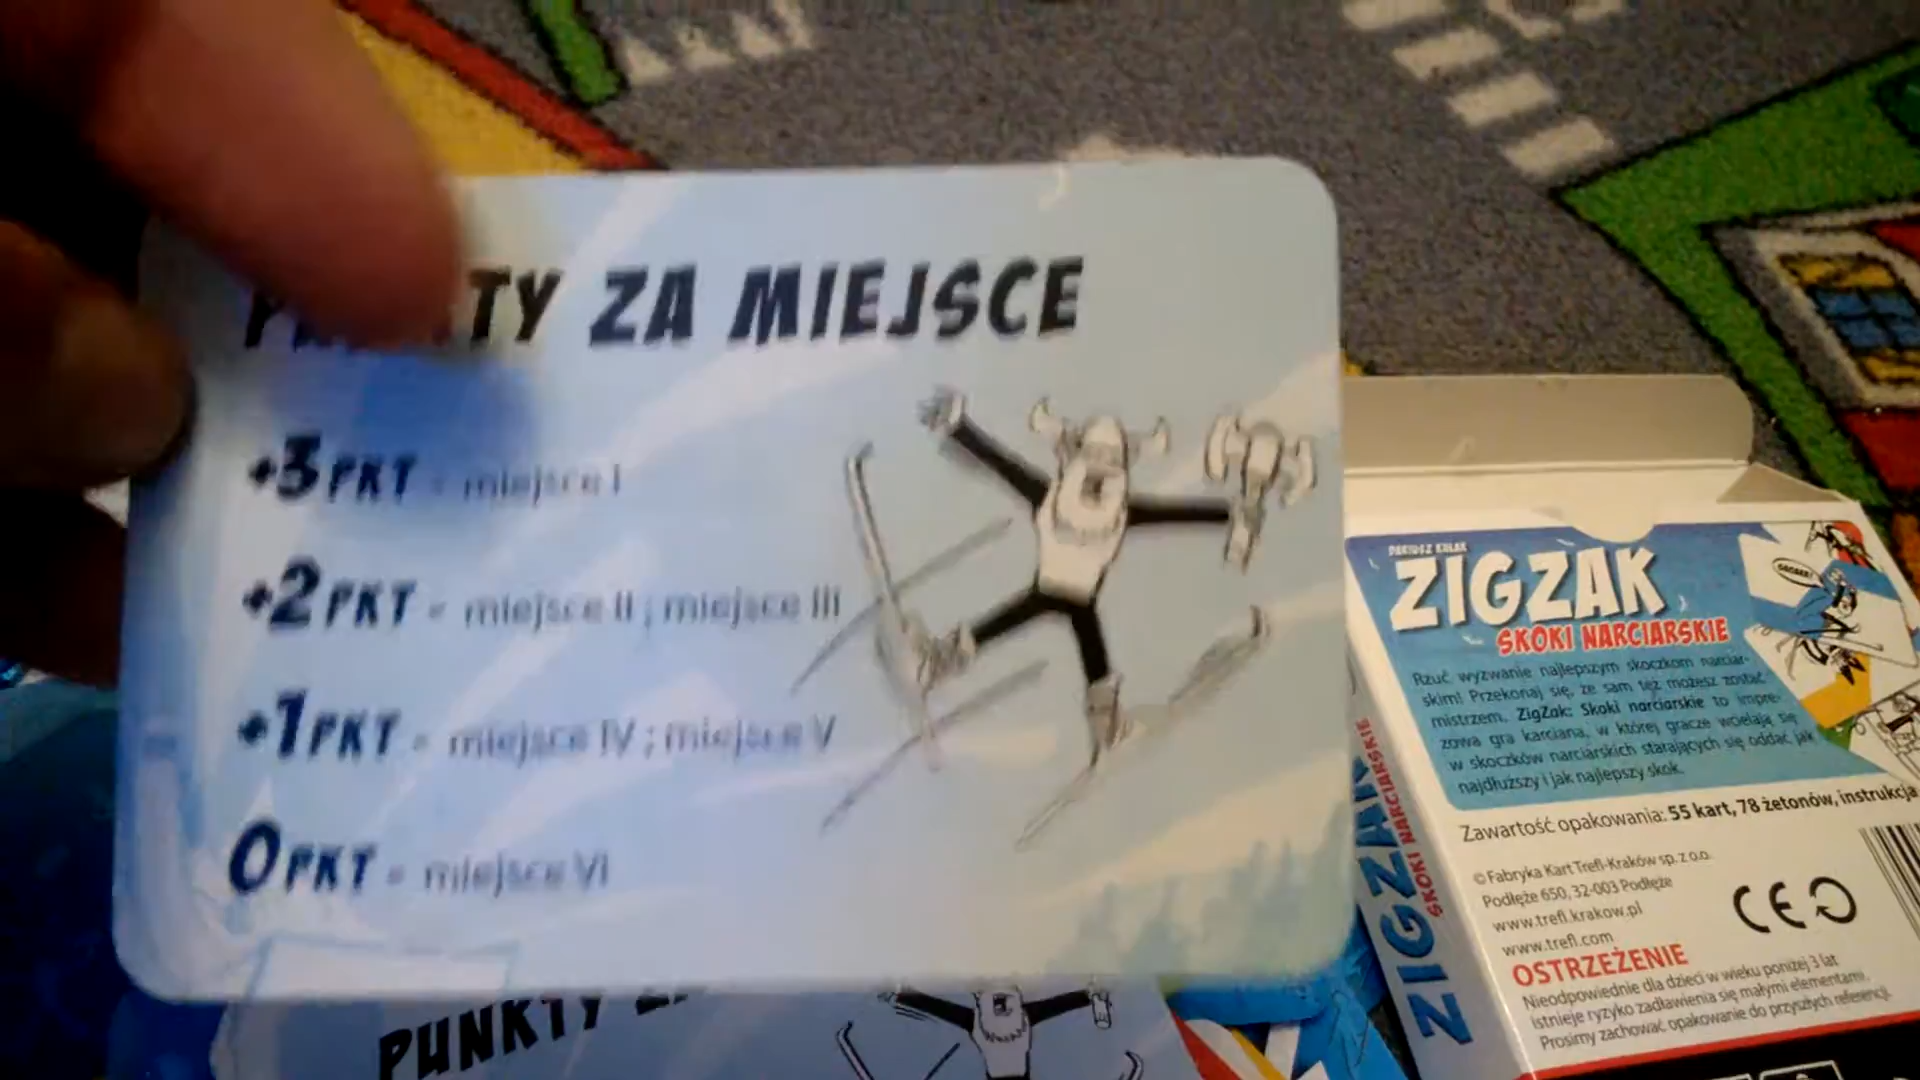 TY ZA MIEJSCE
+3 PKT = miejsce I
+2 PKT = miejsce II ; miejsce III
+1 PKT = miejsce IV ; miejsce V
0 PKT = miejsce VI
PUNKTY
DARIUSZ KUŁAK
ZIGZAK
SKOKI NARCIARSKIE
Rzuć wyzwanie najlepszym skoczkom narciar-
skim! Przekonaj się, że sam też możesz zostać
mistrzem. ZigZak: Skoki narciarskie to impre-
zowa gra karciana, w której gracze wcielają się
w skoczków narciarskich starających się oddać jak
najdłuższy i jak najlepszy skok.
Zawartość opakowania: 55 kart, 78 żetonów, instrukcja
© Fabryka Kart Trefl-Kraków sp. z o.o.
Podłęże 650, 32-003 Podłęże
www.trefl.krakow.pl
www.trefl.com
CE
OSTRZEŻENIE
Nieodpowiednie dla dzieci w wieku poniżej 3 lat
istnieje ryzyko zadławienia się małymi elementami.
Prosimy zachować opakowanie do przyszłych referencji.
ZIGZAK
SKOKI NARCIARSKIE